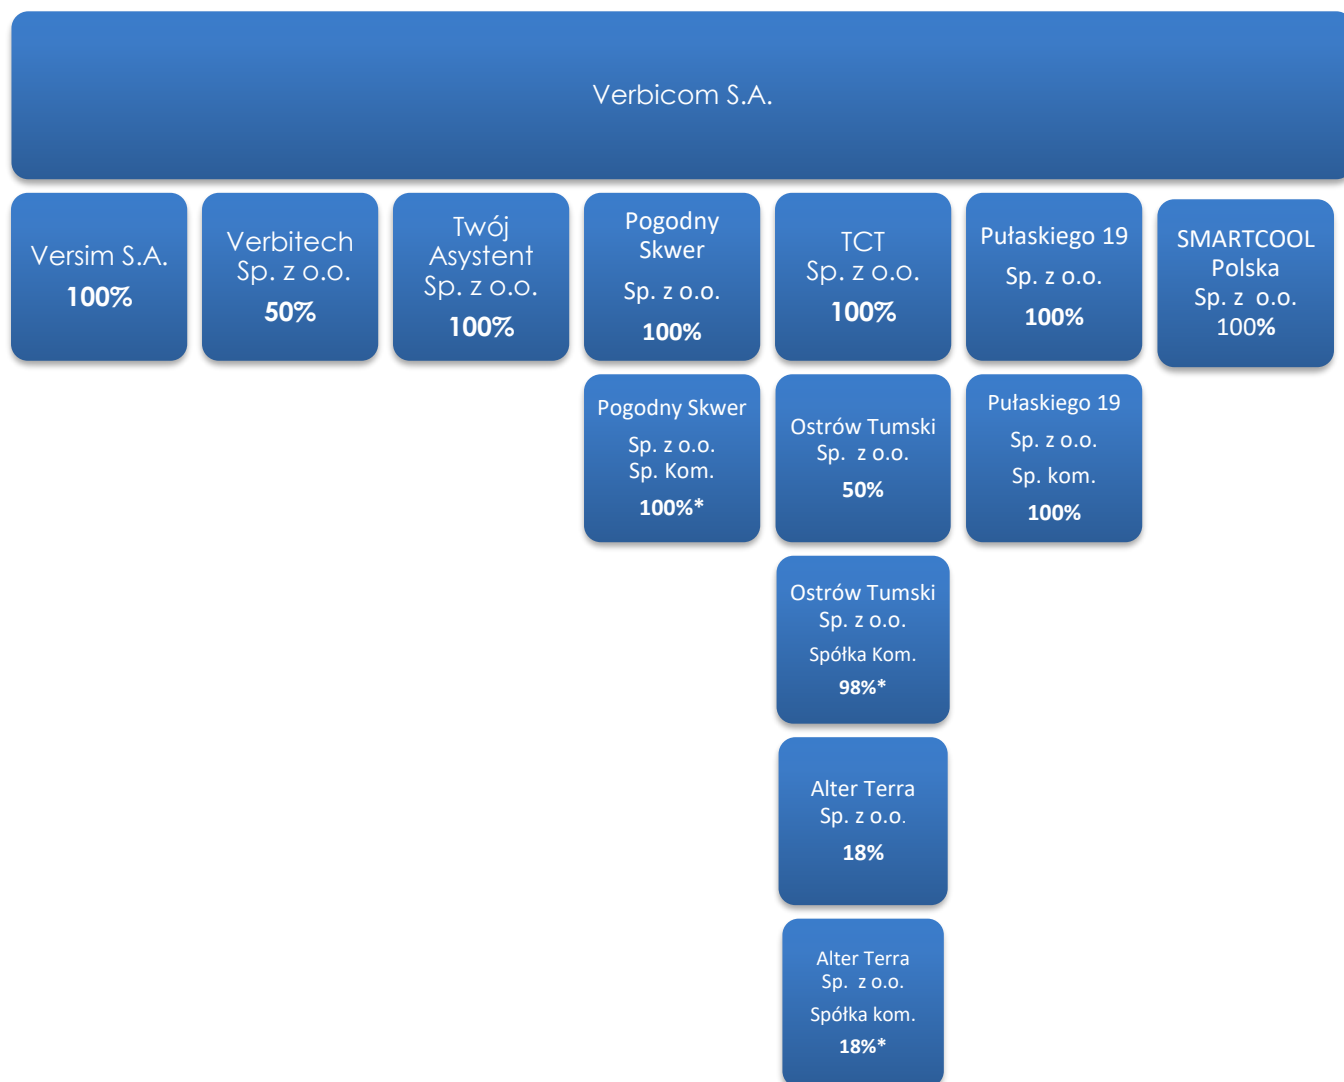 Verbicom S.A.
Versim S.A.
100%
Verbitech
Sp. z o.o.
50%
Twój
Asystent
Sp. z o.o.
100%
Pogodny
Skwer
Sp. z o.o.
100%
TCT
Sp. z o.o.
100%
Pułaskiego 19
Sp. z o.o.
100%
SMARTCOOL
Polska
Sp. z o.o.
100%
Pogodny Skwer
Sp. z o.o.
Sp. Kom.
100%*
Ostrów Tumski
Sp. z o.o.
50%
Pułaskiego 19
Sp. z o.o.
Sp. kom.
100%
Ostrów Tumski
Sp. z o.o.
Spółka Kom.
98%*
Alter Terra
Sp. z o.o.
18%
Alter Terra
Sp. z o.o.
Spółka kom.
18%*